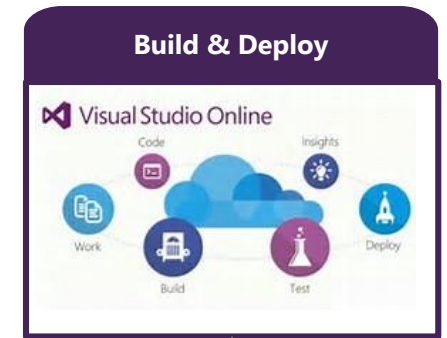 Build & Deploy
Visual Studio Online
Code
Insights
Work
Deploy
Build
Test